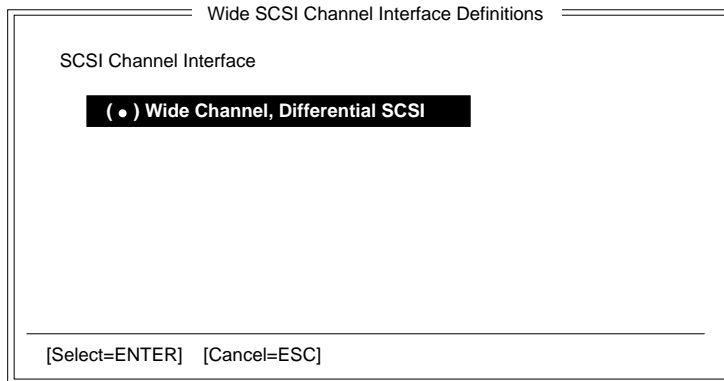 Wide SCSI Channel Interface Definitions
SCSI Channel Interface
( • ) Wide Channel, Differential SCSI
[Select=ENTER] [Cancel=ESC]